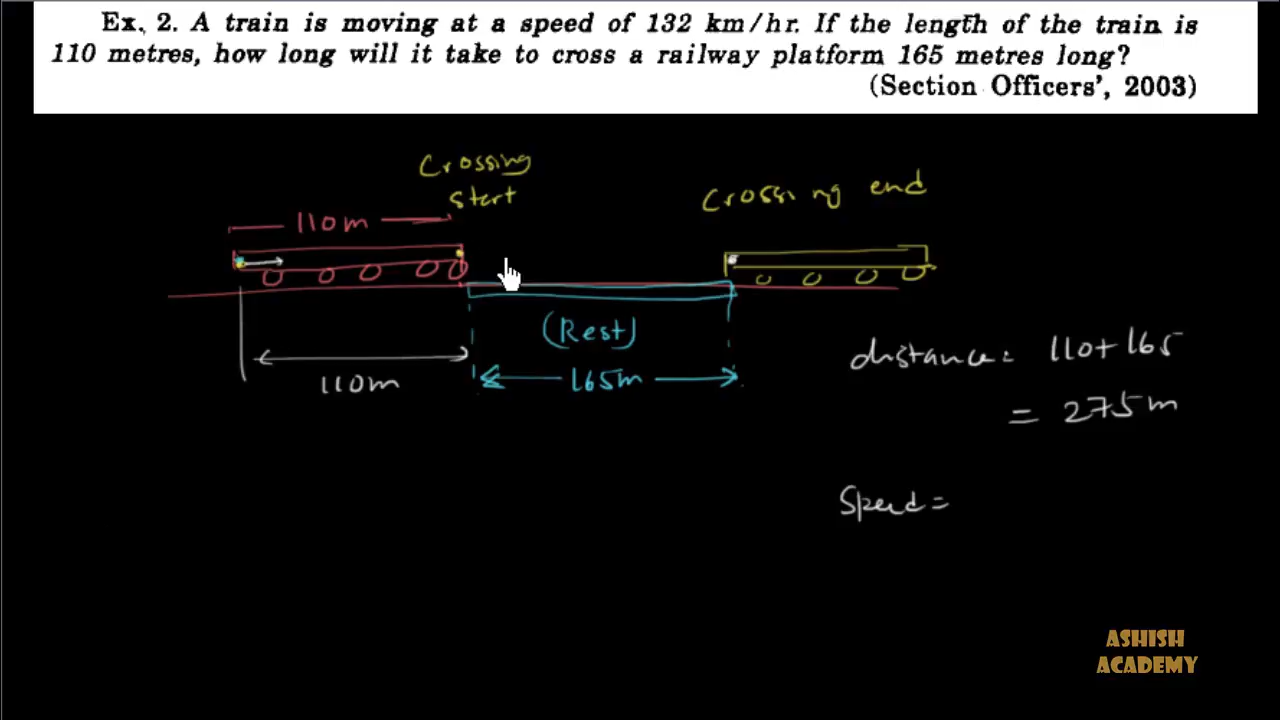 Ex. 2. A train is moving at a speed of 132 km/hr. If the length of the train is
110 metres, how long will it take to cross a railway platform 165 metres long?
(Section Officers', 2003)
Crossing
start
Crossing end
110m
(Rest)
110m
165m
distance = 110+165
= 275m
Speed =
ASHISH
ACADEMY